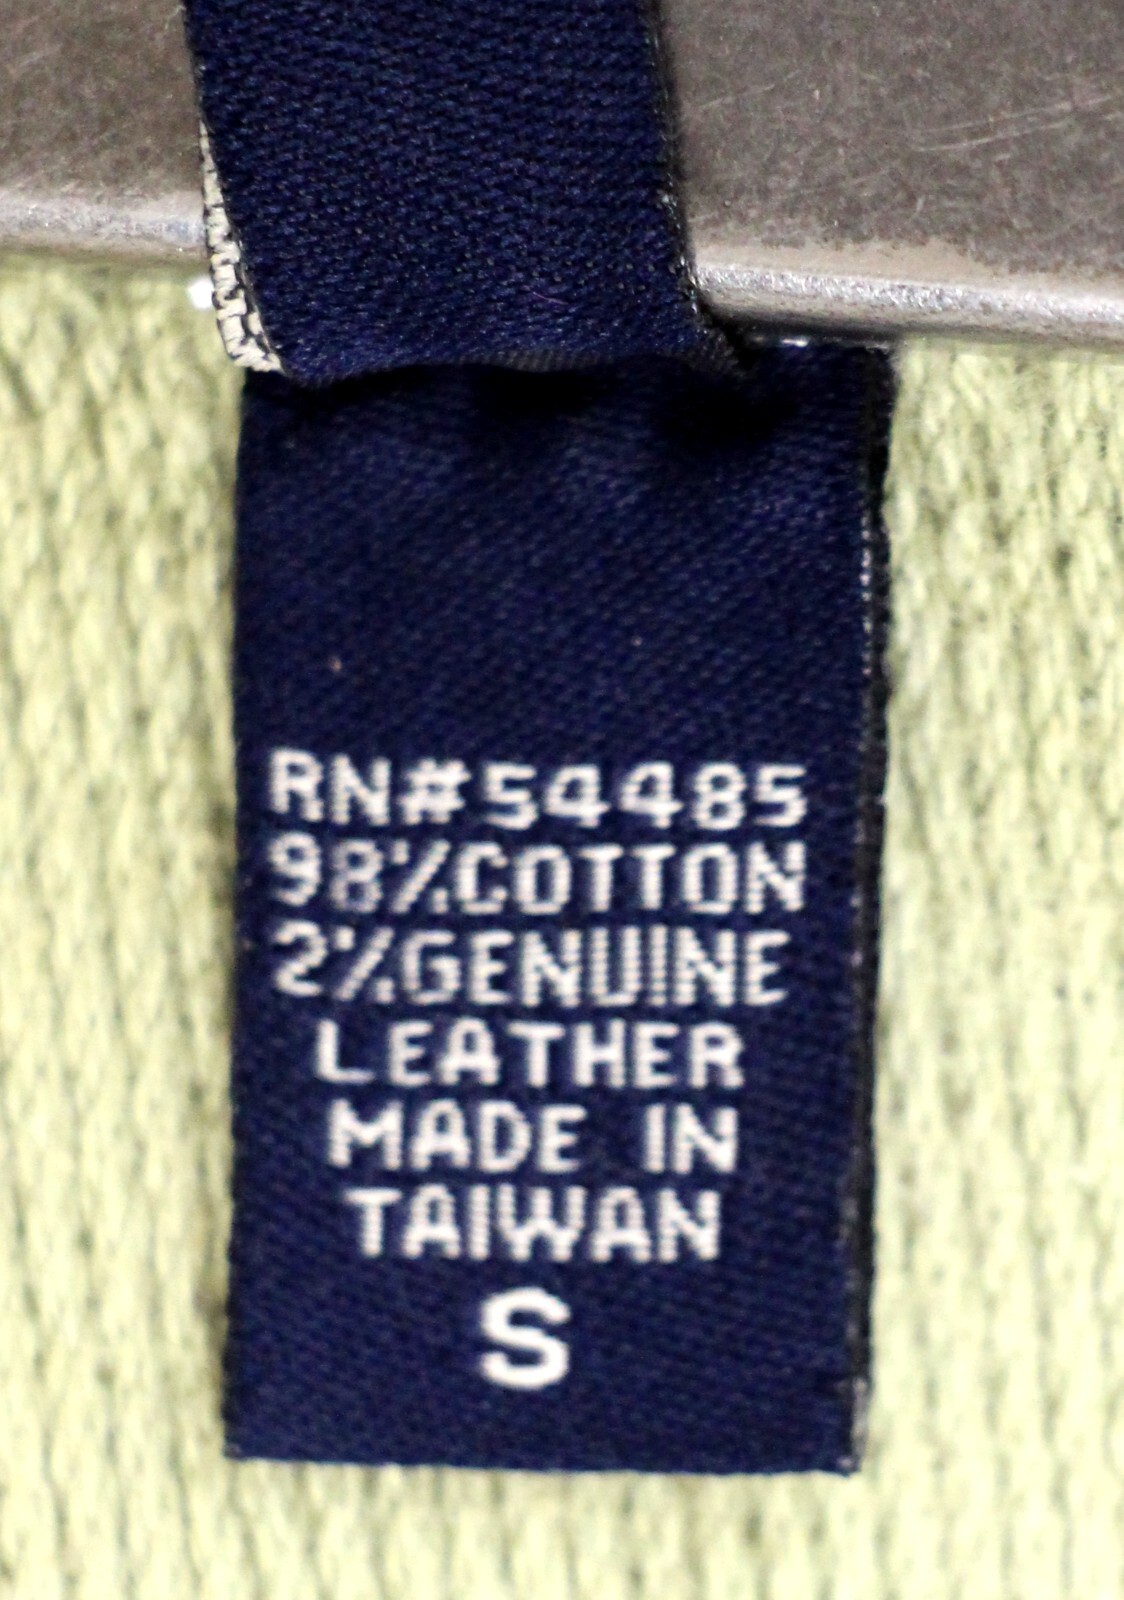 RN#54485
98%COTTON
2%GENUINE
LEATHER
MADE IN
TAIWAN
S